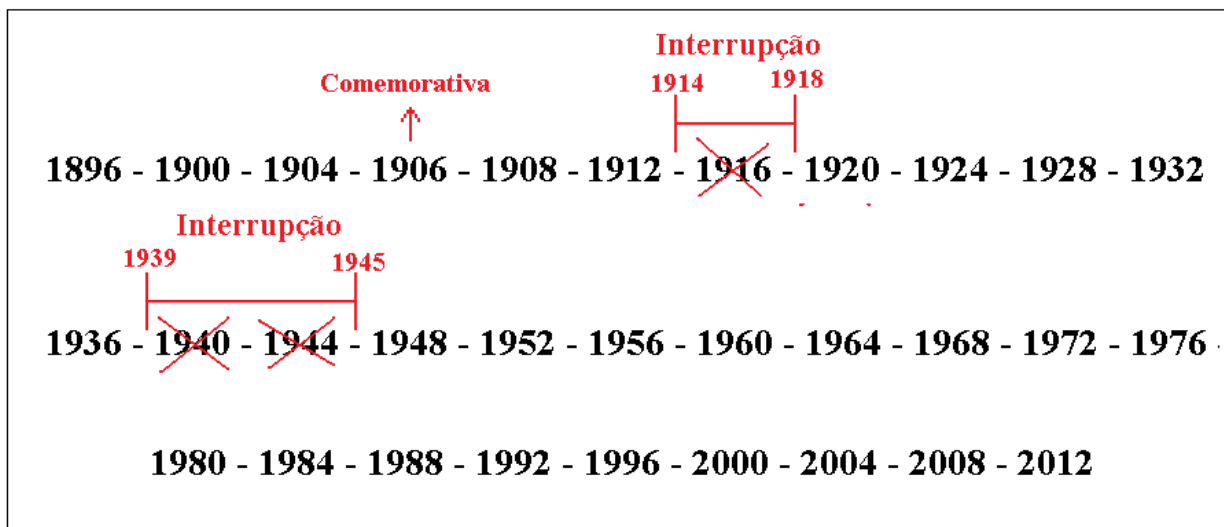 Interrupção
Comemorativa
1914 1918
1896 - 1900 - 1904 - 1906 - 1908 - 1912 - 1916 - 1920 - 1924 - 1928 - 1932
Interrupção
1939 1945
1936 - 1940 - 1944 - 1948 - 1952 - 1956 - 1960 - 1964 - 1968 - 1972 - 1976 -
1980 - 1984 - 1988 - 1992 - 1996 - 2000 - 2004 - 2008 - 2012